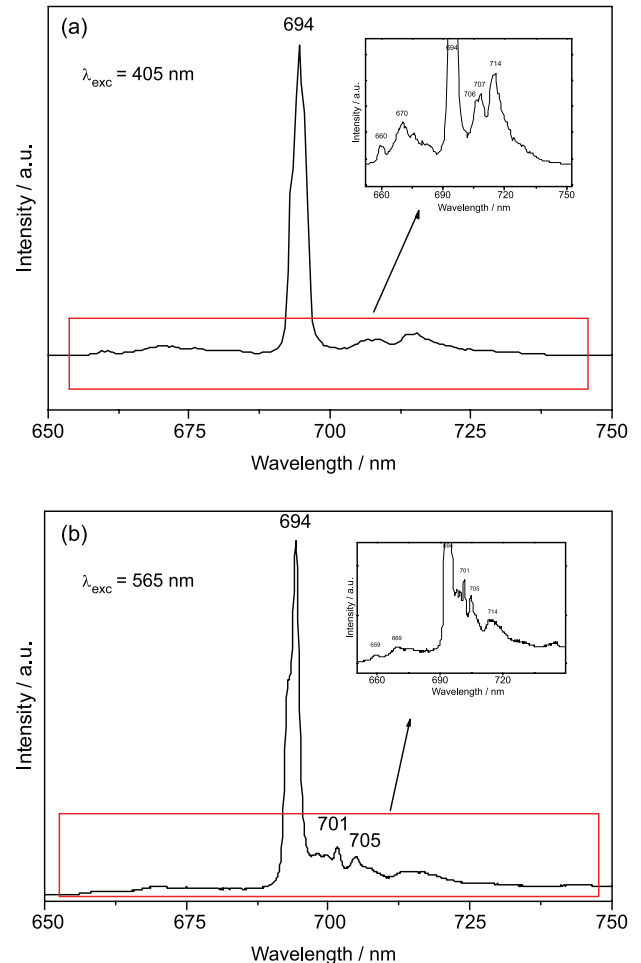 (a)
694
λexc = 405 nm
Intensity / a.u.
694
714
707
706
670
660
Intensity / a.u.
660 690 720 750
Wavelength / nm
650 675 700 725 750
Wavelength / nm
(b)
694
λexc = 565 nm
Intensity / a.u.
694
701
705
714
669
659
Intensity / a.u.
660 690 720
Wavelength / nm
701
705
650 675 700 725 750
Wavelength / nm